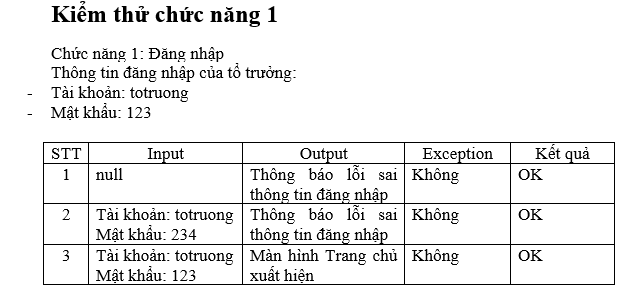 Kiểm thử chức năng 1
Chức năng 1: Đăng nhập
Thông tin đăng nhập của tổ trưởng:
- Tài khoản: totruong
- Mật khẩu: 123
STT Input Output Exception Kết quả
1 null Thông báo lỗi sai Không OK
thông tin đăng nhập
2 Tài khoản: totruong Thông báo lỗi sai Không OK
Mật khẩu: 234 thông tin đăng nhập
3 Tài khoản: totruong Màn hình Trang chủ Không OK
Mật khẩu: 123 xuất hiện